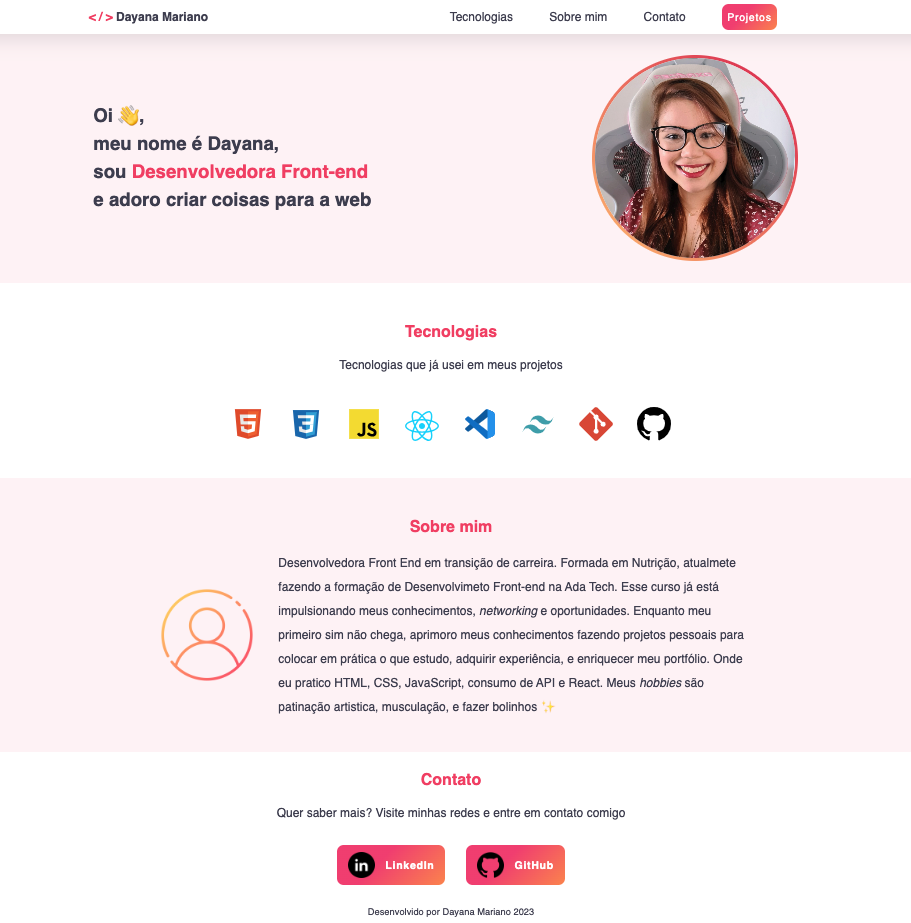 </> Dayana Mariano
Tecnologias
Sobre mim
Contato
Projetos
Oi 👋,
meu nome é Dayana,
sou Desenvolvedora Front-end
e adoro criar coisas para a web
Tecnologias
Tecnologias que já usei em meus projetos
5
3
JS
Sobre mim
Desenvolvedora Front End em transição de carreira. Formada em Nutrição, atualmete
fazendo a formação de Desenvolvimeto Front-end na Ada Tech. Esse curso já está
impulsionando meus conhecimentos, networking e oportunidades. Enquanto meu
primeiro sim não chega, aprimoro meus conhecimentos fazendo projetos pessoais para
colocar em prática o que estudo, adquirir experiência, e enriquecer meu portfólio. Onde
eu pratico HTML, CSS, JavaScript, consumo de API e React. Meus hobbies são
patinação artistica, musculação, e fazer bolinhos ✨
Contato
Quer saber mais? Visite minhas redes e entre em contato comigo
in LinkedIn
GitHub
Desenvolvido por Dayana Mariano 2023